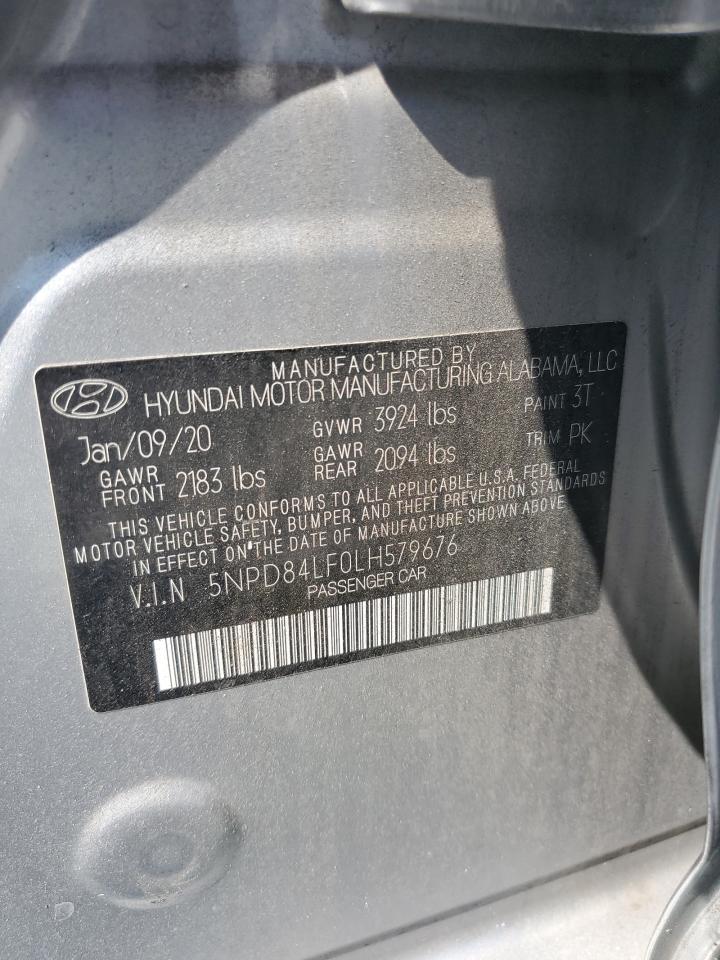 MANUFACTURED BY
HYUNDAI MOTOR MANUFACTURING ALABAMA, LLC
Jan/09/20 GVWR 3924 lbs PAINT 3T
GAWR FRONT 2183 lbs GAWR REAR 2094 lbs TRIM PK
THIS VEHICLE CONFORMS TO ALL APPLICABLE U.S.A. FEDERAL
MOTOR VEHICLE SAFETY, BUMPER, AND THEFT PREVENTION STANDARDS
IN EFFECT ON THE DATE OF MANUFACTURE SHOWN ABOVE
V.I.N 5NPD84LF0LH579676
PASSENGER CAR